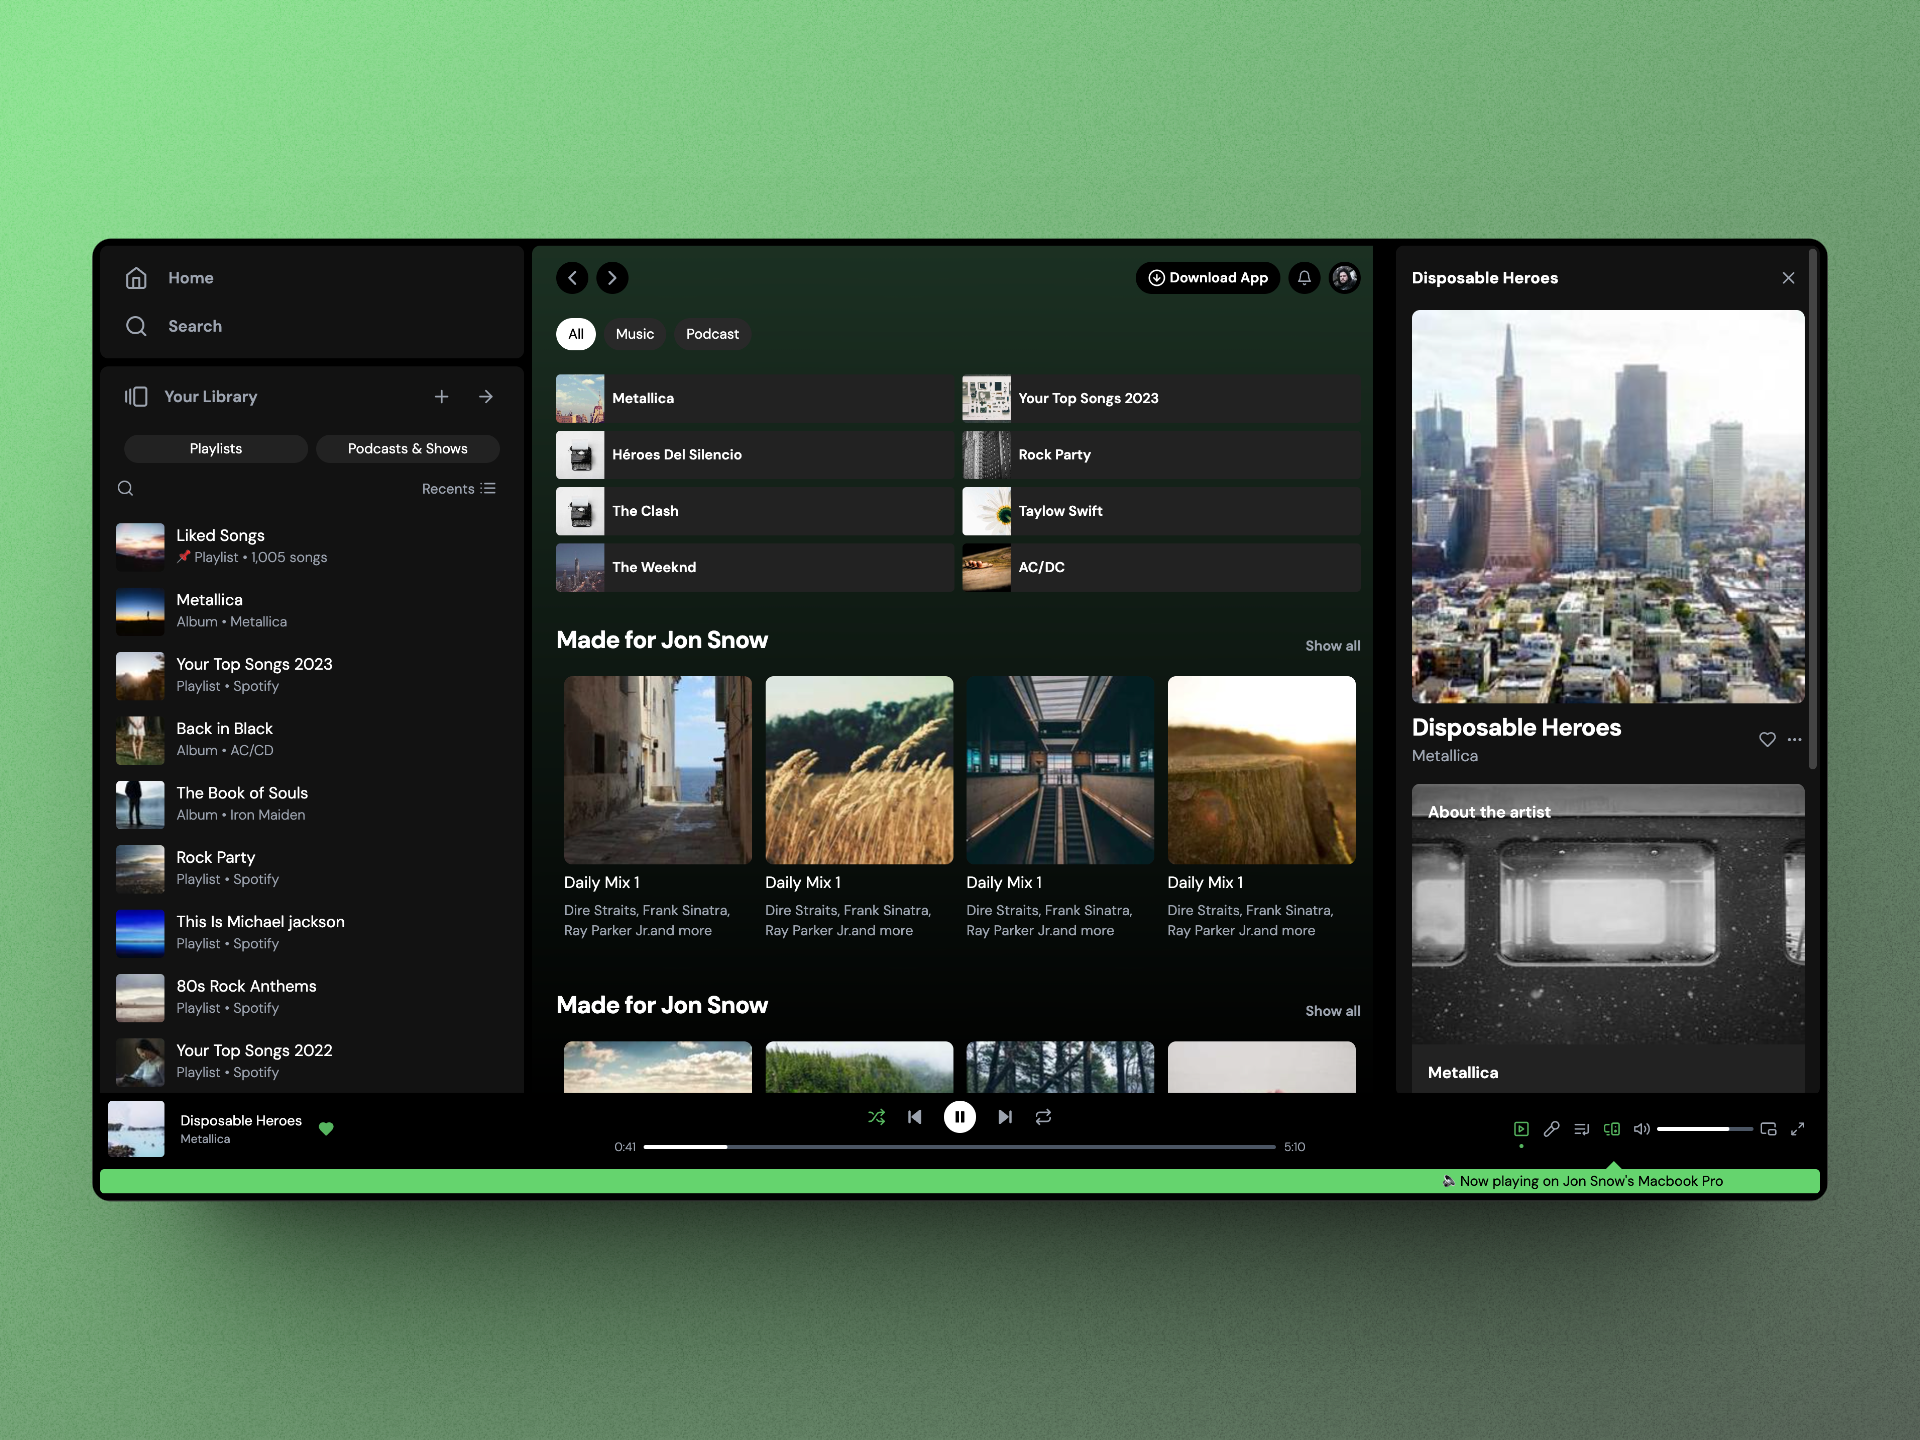 Home
Search
Your Library
Playlists
Podcasts & Shows
Recents
Liked Songs
Playlist • 1,005 songs
Metallica
Album • Metallica
Your Top Songs 2023
Playlist • Spotify
Back in Black
Album • AC/CD
The Book of Souls
Album • Iron Maiden
Rock Party
Playlist • Spotify
This Is Michael jackson
Playlist • Spotify
80s Rock Anthems
Playlist • Spotify
Your Top Songs 2022
Playlist • Spotify
Download App
All
Music
Podcast
Metallica
Your Top Songs 2023
Héroes Del Silencio
Rock Party
The Clash
Taylow Swift
The Weeknd
AC/DC
Made for Jon Snow
Show all
Daily Mix 1
Dire Straits, Frank Sinatra,
Ray Parker Jr.and more
Daily Mix 1
Dire Straits, Frank Sinatra,
Ray Parker Jr.and more
Daily Mix 1
Dire Straits, Frank Sinatra,
Ray Parker Jr.and more
Daily Mix 1
Dire Straits, Frank Sinatra,
Ray Parker Jr.and more
Made for Jon Snow
Show all
Disposable Heroes
Disposable Heroes
Metallica
About the artist
Metallica
Disposable Heroes
Metallica
0:41
5:10
Now playing on Jon Snow's Macbook Pro